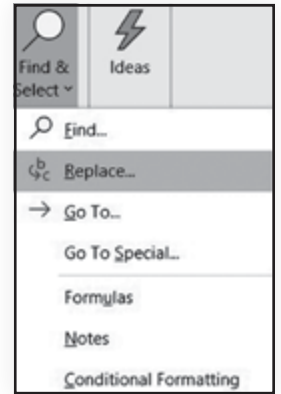 Find &
Select
Ideas
Find...
Replace...
Go To...
Go To Special...
Formulas
Notes
Conditional Formatting